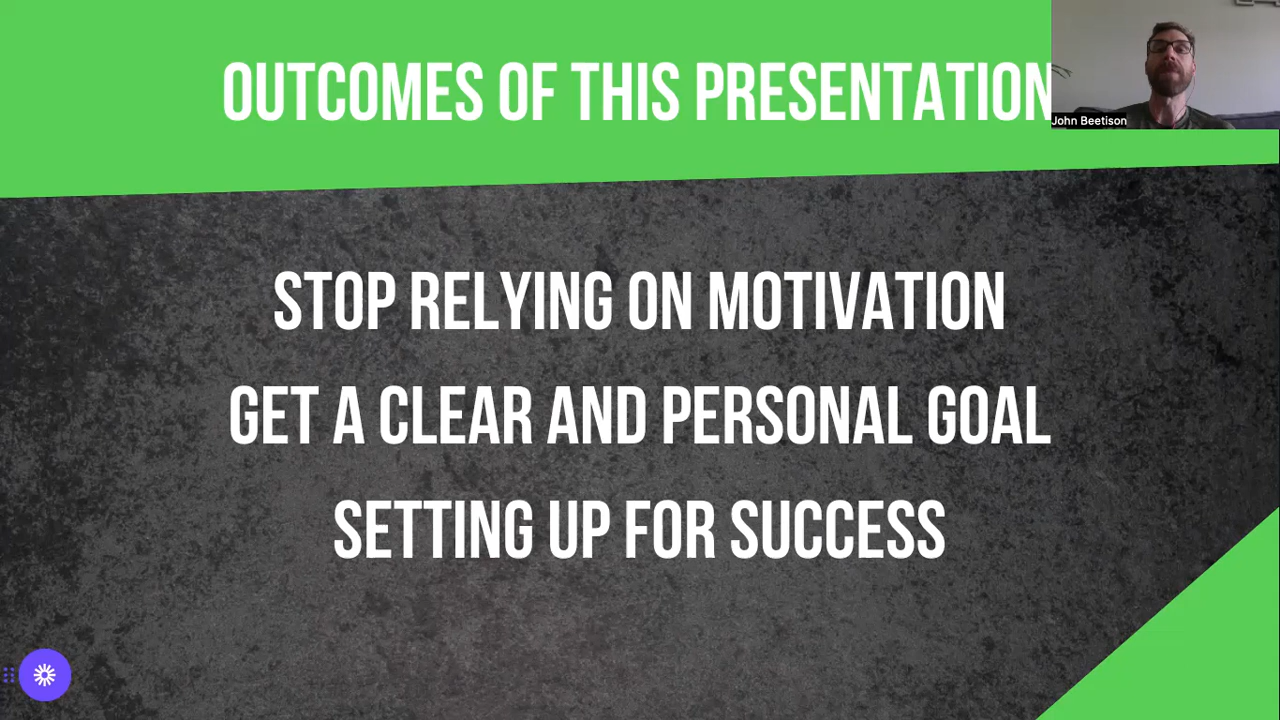 OUTCOMES OF THIS PRESENTATION
John Beetison
STOP RELYING ON MOTIVATION
GET A CLEAR AND PERSONAL GOAL
SETTING UP FOR SUCCESS